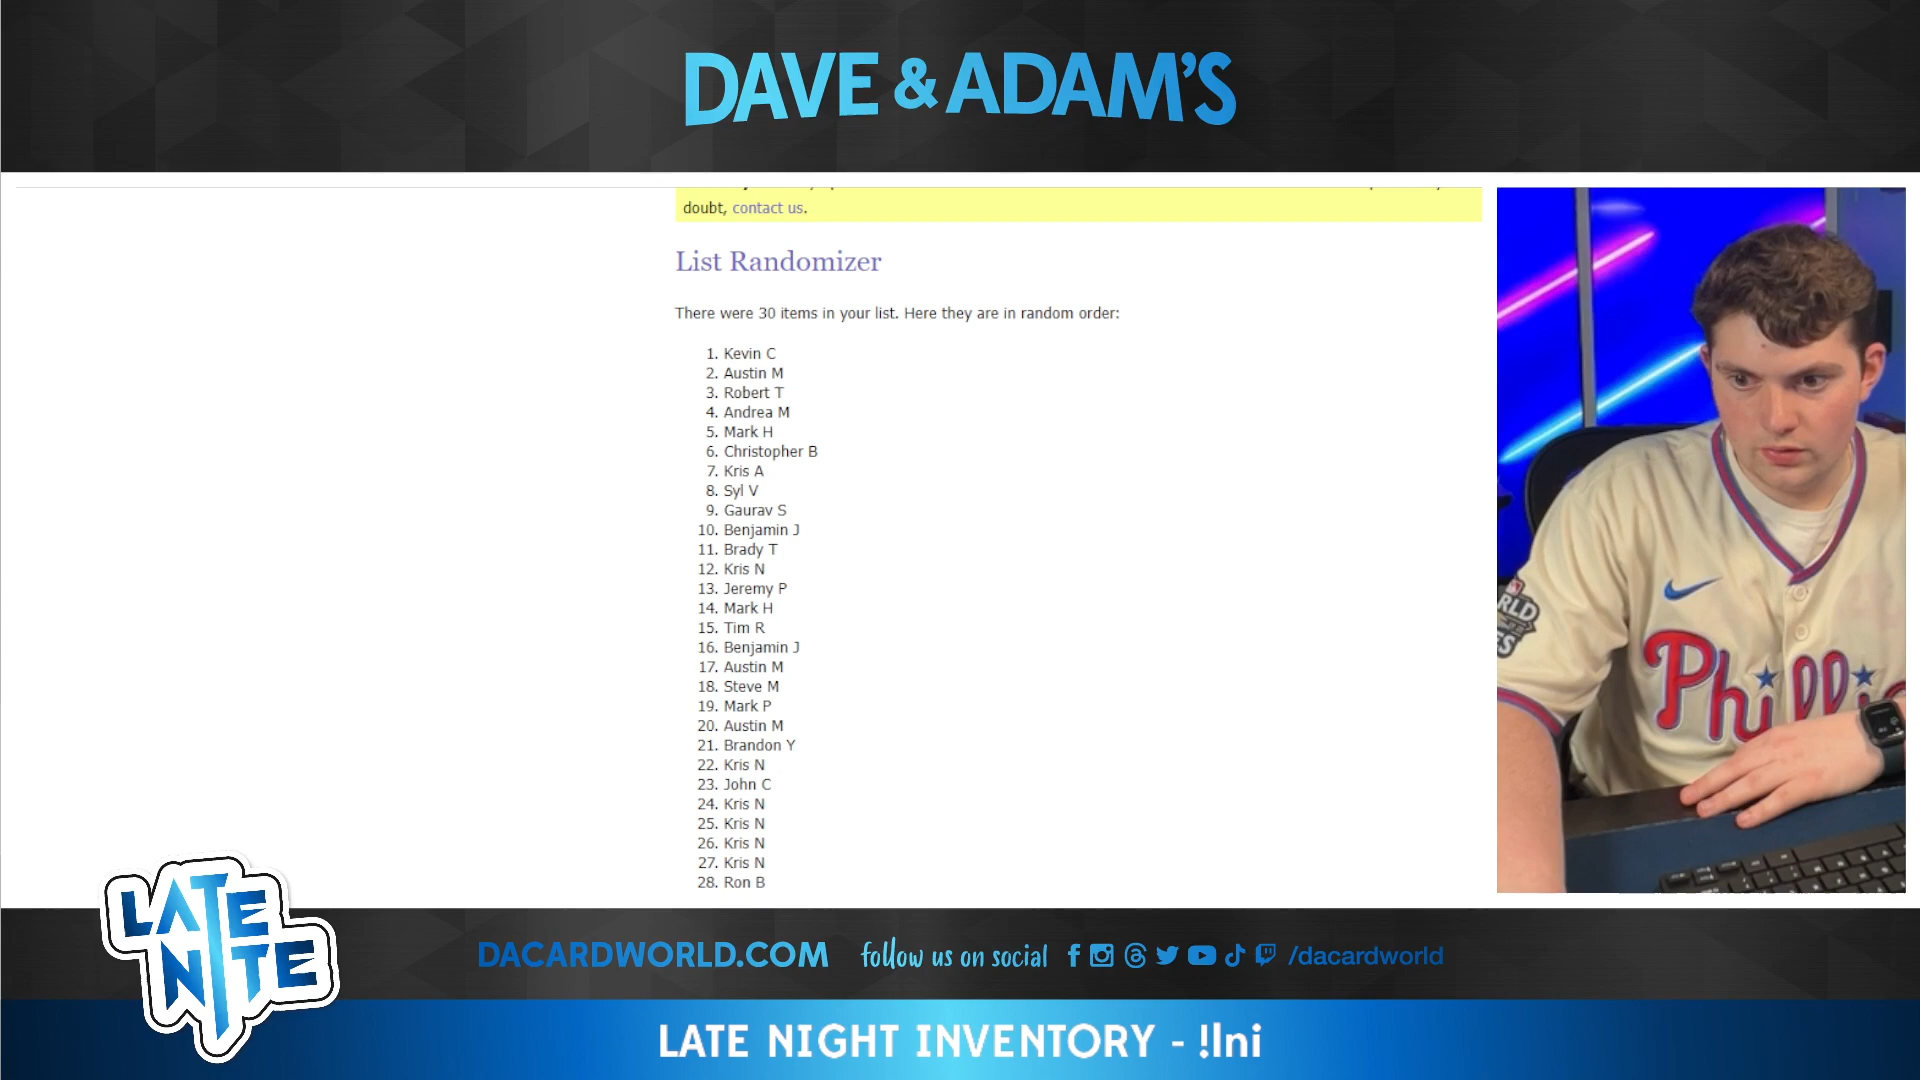 DAVE & ADAM'S
doubt, contact us.
List Randomizer
There were 30 items in your list. Here they are in random order:
1. Kevin C
2. Austin M
3. Robert T
4. Andrea M
5. Mark H
6. Christopher B
7. Kris A
8. Syl V
9. Gaurav S
10. Benjamin J
11. Brady T
12. Kris N
13. Jeremy P
14. Mark H
15. Tim R
16. Benjamin J
17. Austin M
18. Steve M
19. Mark P
20. Austin M
21. Brandon Y
22. Kris N
23. John C
24. Kris N
25. Kris N
26. Kris N
27. Kris N
28. Ron B
Phillie
LATE
NITE
DACARDWORLD.COM follow us on social /dacardworld
LATE NIGHT INVENTORY - !lni